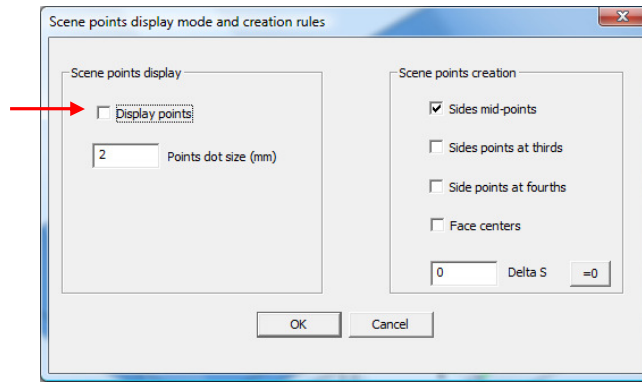 Scene points display mode and creation rules
Scene points display
Display points
2 Points dot size (mm)
Scene points creation
Sides mid-points
Sides points at thirds
Side points at fourths
Face centers
0 Delta S =0
OK Cancel